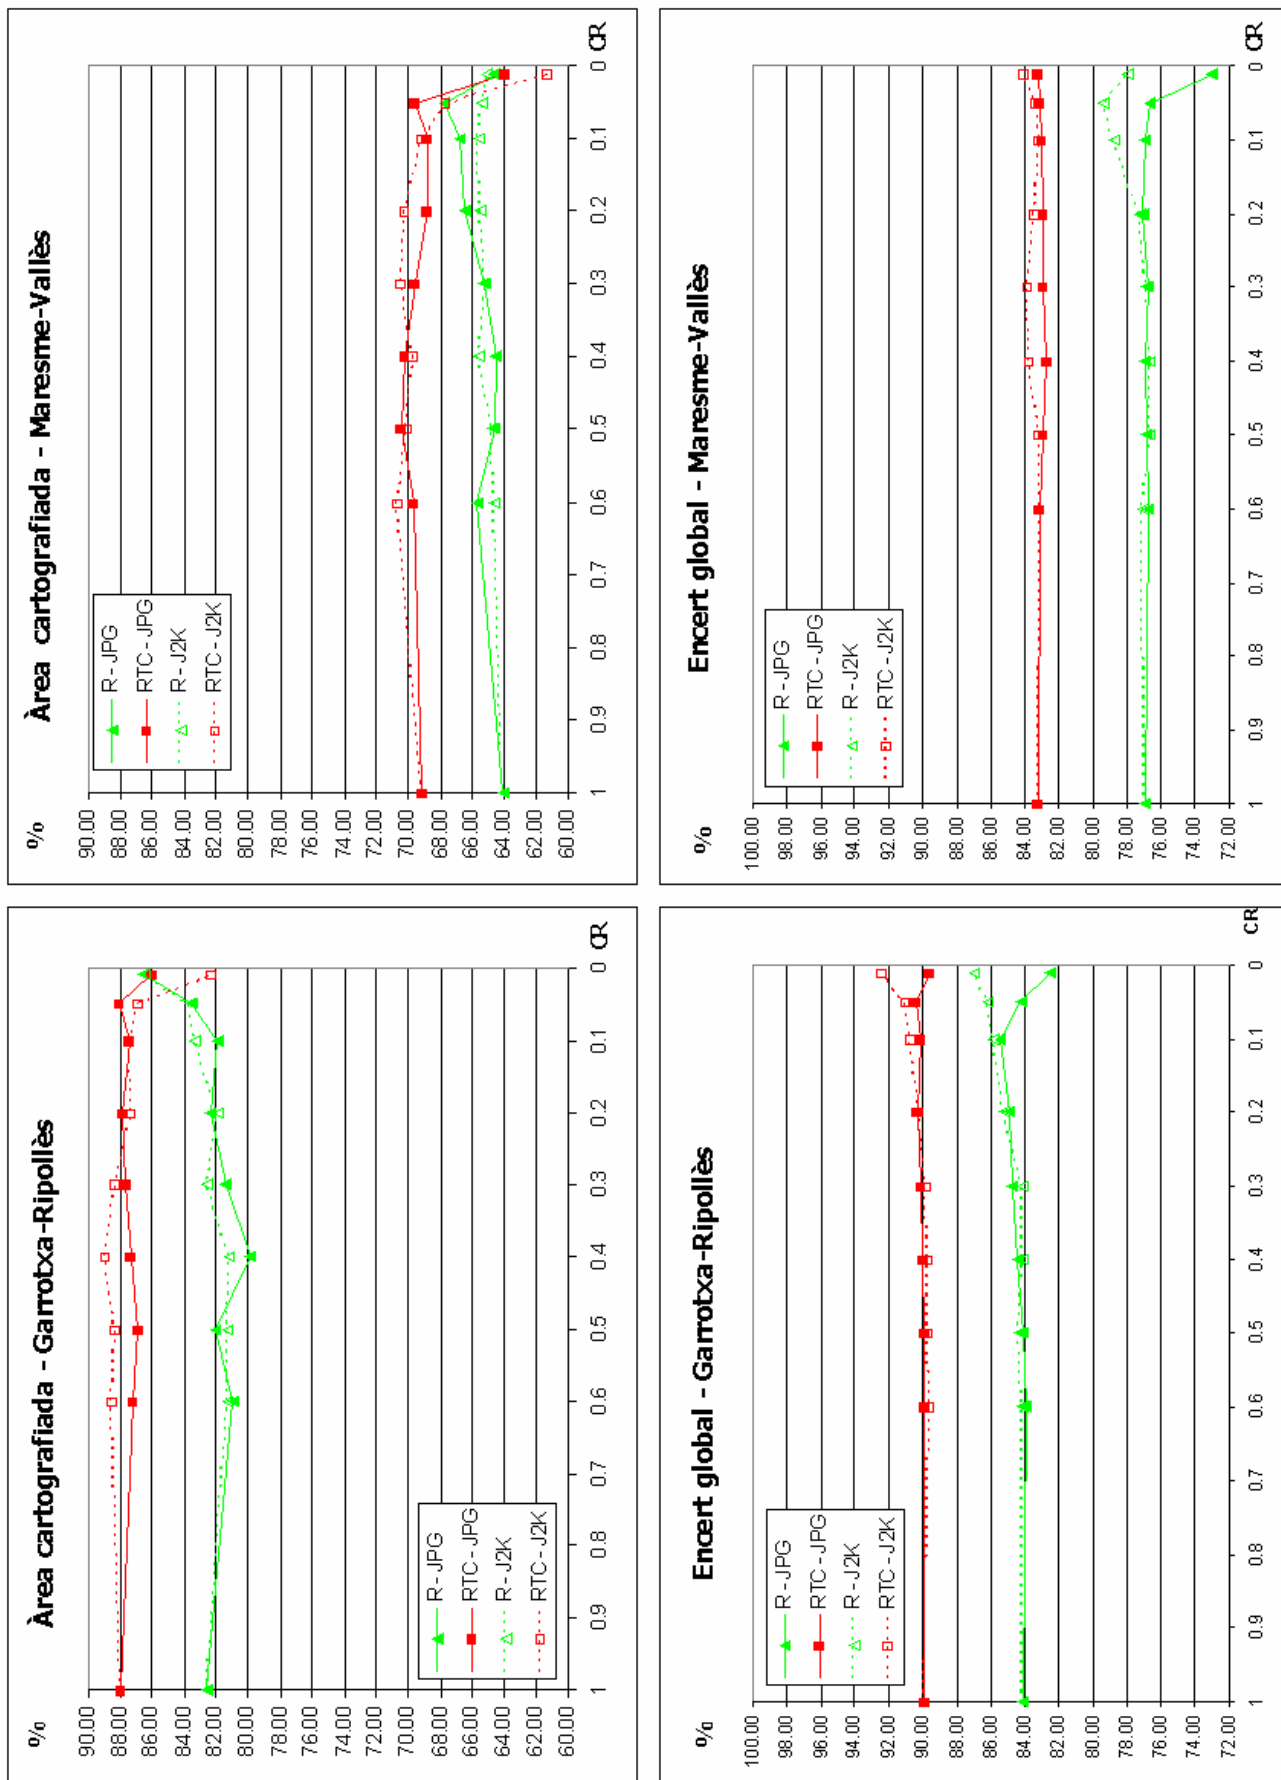 Àrea cartografiada - Garrotxa-Ripollès
%
90.00
88.00
86.00
84.00
82.00
80.00
78.00
76.00
74.00
72.00
70.00
68.00
66.00
64.00
62.00
60.00
R - JPG
RTC - JPG
R - J2K
RTC - J2K
1 0.9 0.8 0.7 0.6 0.5 0.4 0.3 0.2 0.1 0
CR
Àrea cartografiada - Maresme-Vallès
%
90.00
88.00
86.00
84.00
82.00
80.00
78.00
76.00
74.00
72.00
70.00
68.00
66.00
64.00
62.00
60.00
R - JPG
RTC - JPG
R - J2K
RTC - J2K
1 0.9 0.8 0.7 0.6 0.5 0.4 0.3 0.2 0.1 0
CR
Encert global - Garrotxa-Ripollès
%
100.00
98.00
96.00
94.00
92.00
90.00
88.00
86.00
84.00
82.00
80.00
78.00
76.00
74.00
72.00
R - JPG
RTC - JPG
R - J2K
RTC - J2K
1 0.9 0.8 0.7 0.6 0.5 0.4 0.3 0.2 0.1 0
CR
Encert global - Maresme-Vallès
%
100.00
98.00
96.00
94.00
92.00
90.00
88.00
86.00
84.00
82.00
80.00
78.00
76.00
74.00
72.00
R - JPG
RTC - JPG
R - J2K
RTC - J2K
1 0.9 0.8 0.7 0.6 0.5 0.4 0.3 0.2 0.1 0
CR